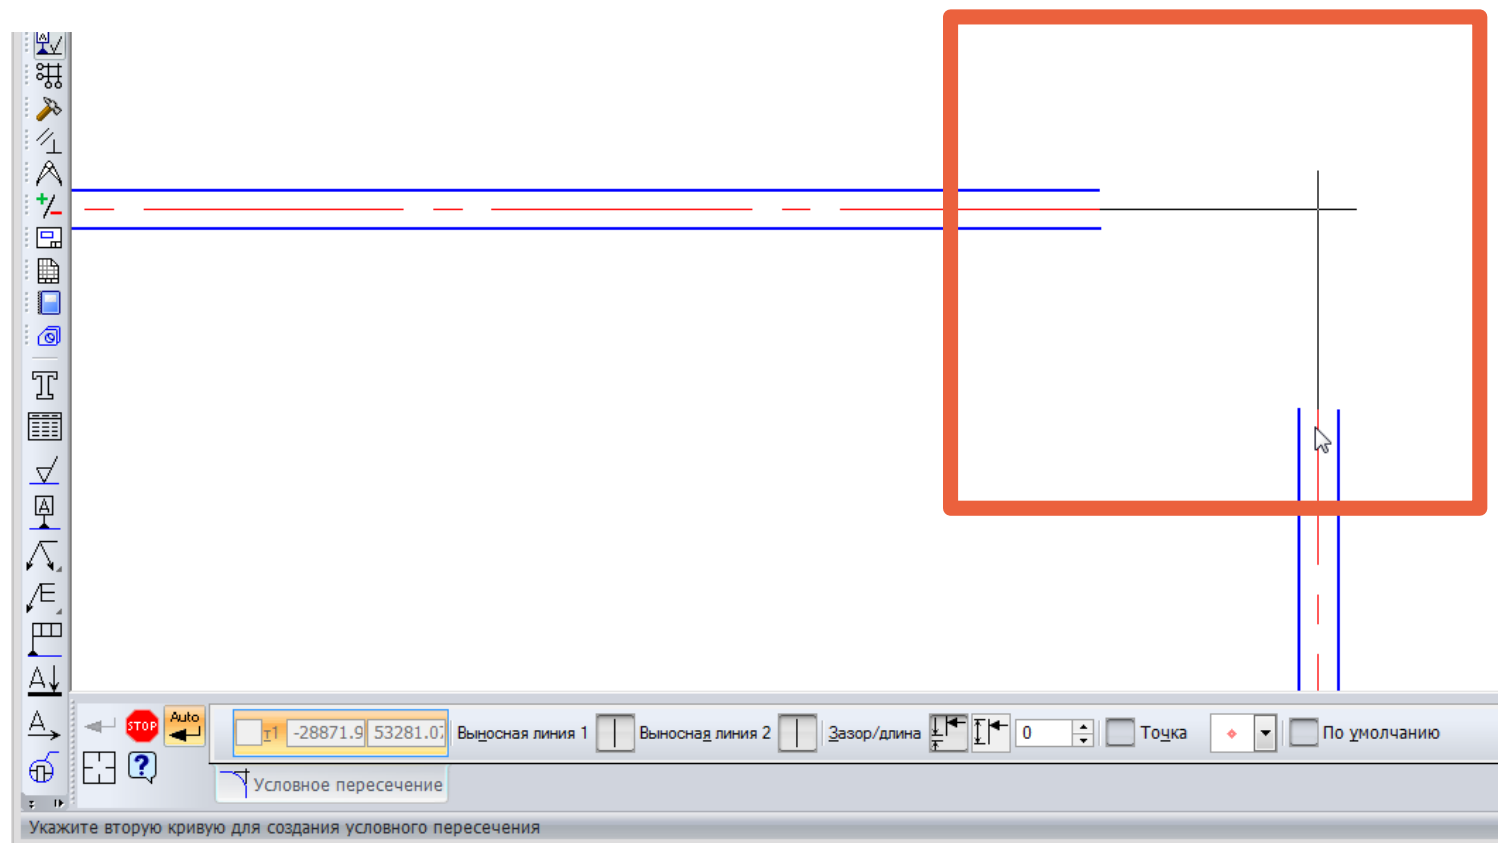 STOP
Auto
т1
-28871.9
53281.07
Выносная линия 1
Выносная линия 2
Зазор/длина
0
Точка
По умолчанию
Условное пересечение
Укажите вторую кривую для создания условного пересечения